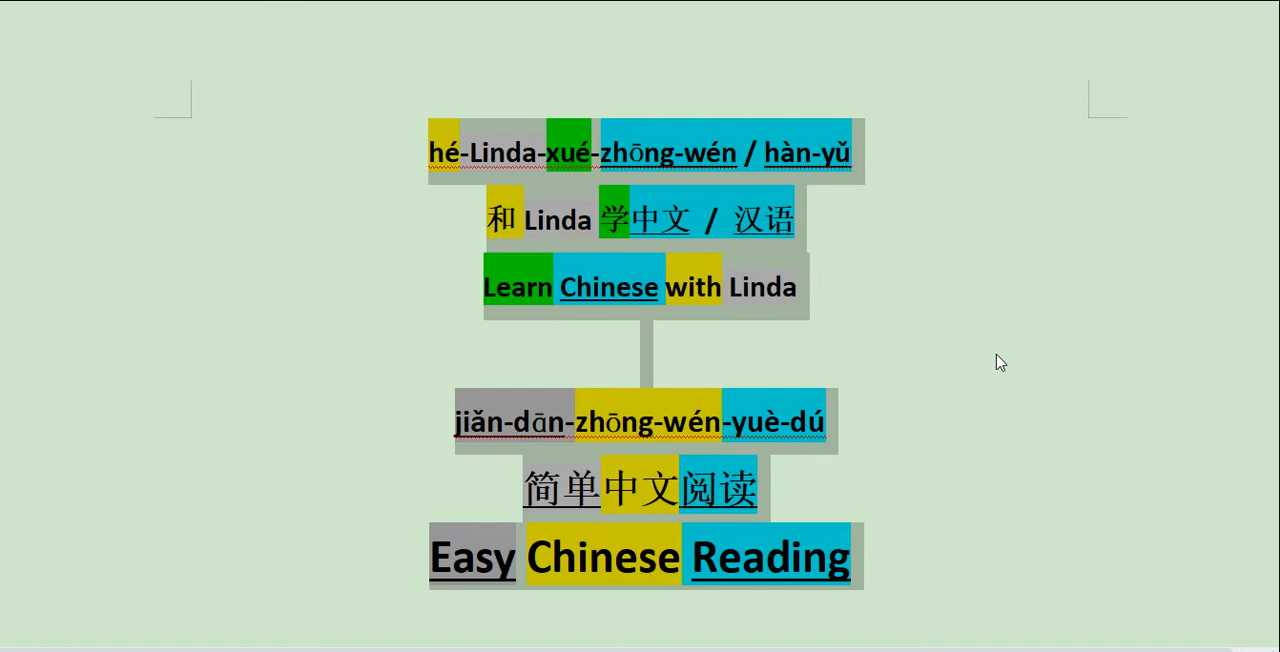 hé-Linda-xué-zhōng-wén / hàn-yǔ
和 Linda 学中文 / 汉语
Learn Chinese with Linda
jiǎn-dān-zhōng-wén-yuè-dú
简单中文阅读
Easy Chinese Reading